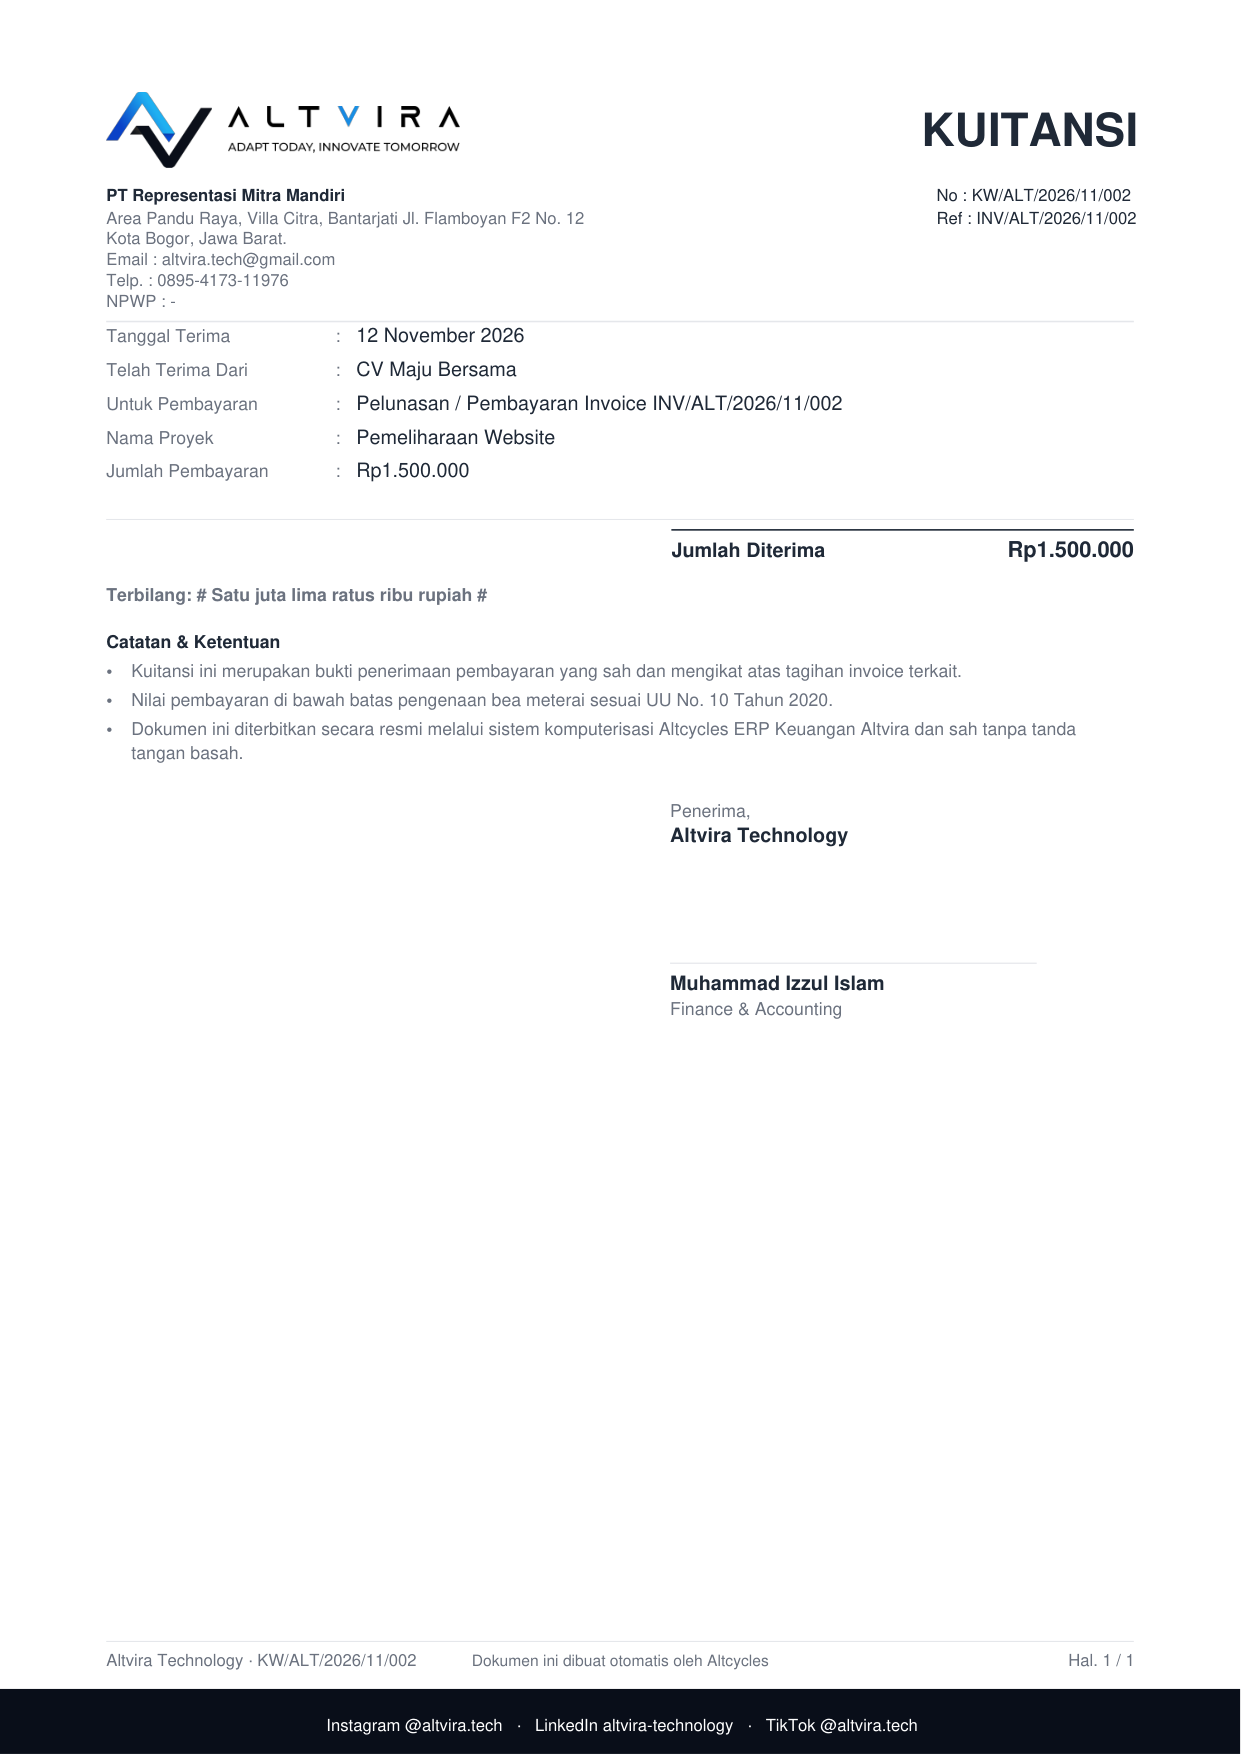 ALTVIRA
ADAPT TODAY, INNOVATE TOMORROW
KUITANSI
PT Representasi Mitra Mandiri
Area Pandu Raya, Villa Citra, Bantarjati Jl. Flamboyan F2 No. 12
Kota Bogor, Jawa Barat.
Email : altvira.tech@gmail.com
Telp. : 0895-4173-11976
NPWP : -
No : KW/ALT/2026/11/002
Ref : INV/ALT/2026/11/002
Tanggal Terima : 12 November 2026
Telah Terima Dari : CV Maju Bersama
Untuk Pembayaran : Pelunasan / Pembayaran Invoice INV/ALT/2026/11/002
Nama Proyek : Pemeliharaan Website
Jumlah Pembayaran : Rp1.500.000
Jumlah Diterima Rp1.500.000
Terbilang: # Satu juta lima ratus ribu rupiah #
Catatan & Ketentuan
• Kuitansi ini merupakan bukti penerimaan pembayaran yang sah dan mengikat atas tagihan invoice terkait.
• Nilai pembayaran di bawah batas pengenaan bea meterai sesuai UU No. 10 Tahun 2020.
• Dokumen ini diterbitkan secara resmi melalui sistem komputerisasi Altcycles ERP Keuangan Altvira dan sah tanpa tanda
tangan basah.
Penerima,
Altvira Technology
Muhammad Izzul Islam
Finance & Accounting
Altvira Technology · KW/ALT/2026/11/002 Dokumen ini dibuat otomatis oleh Altcycles Hal. 1 / 1
Instagram @altvira.tech · LinkedIn altvira-technology · TikTok @altvira.tech